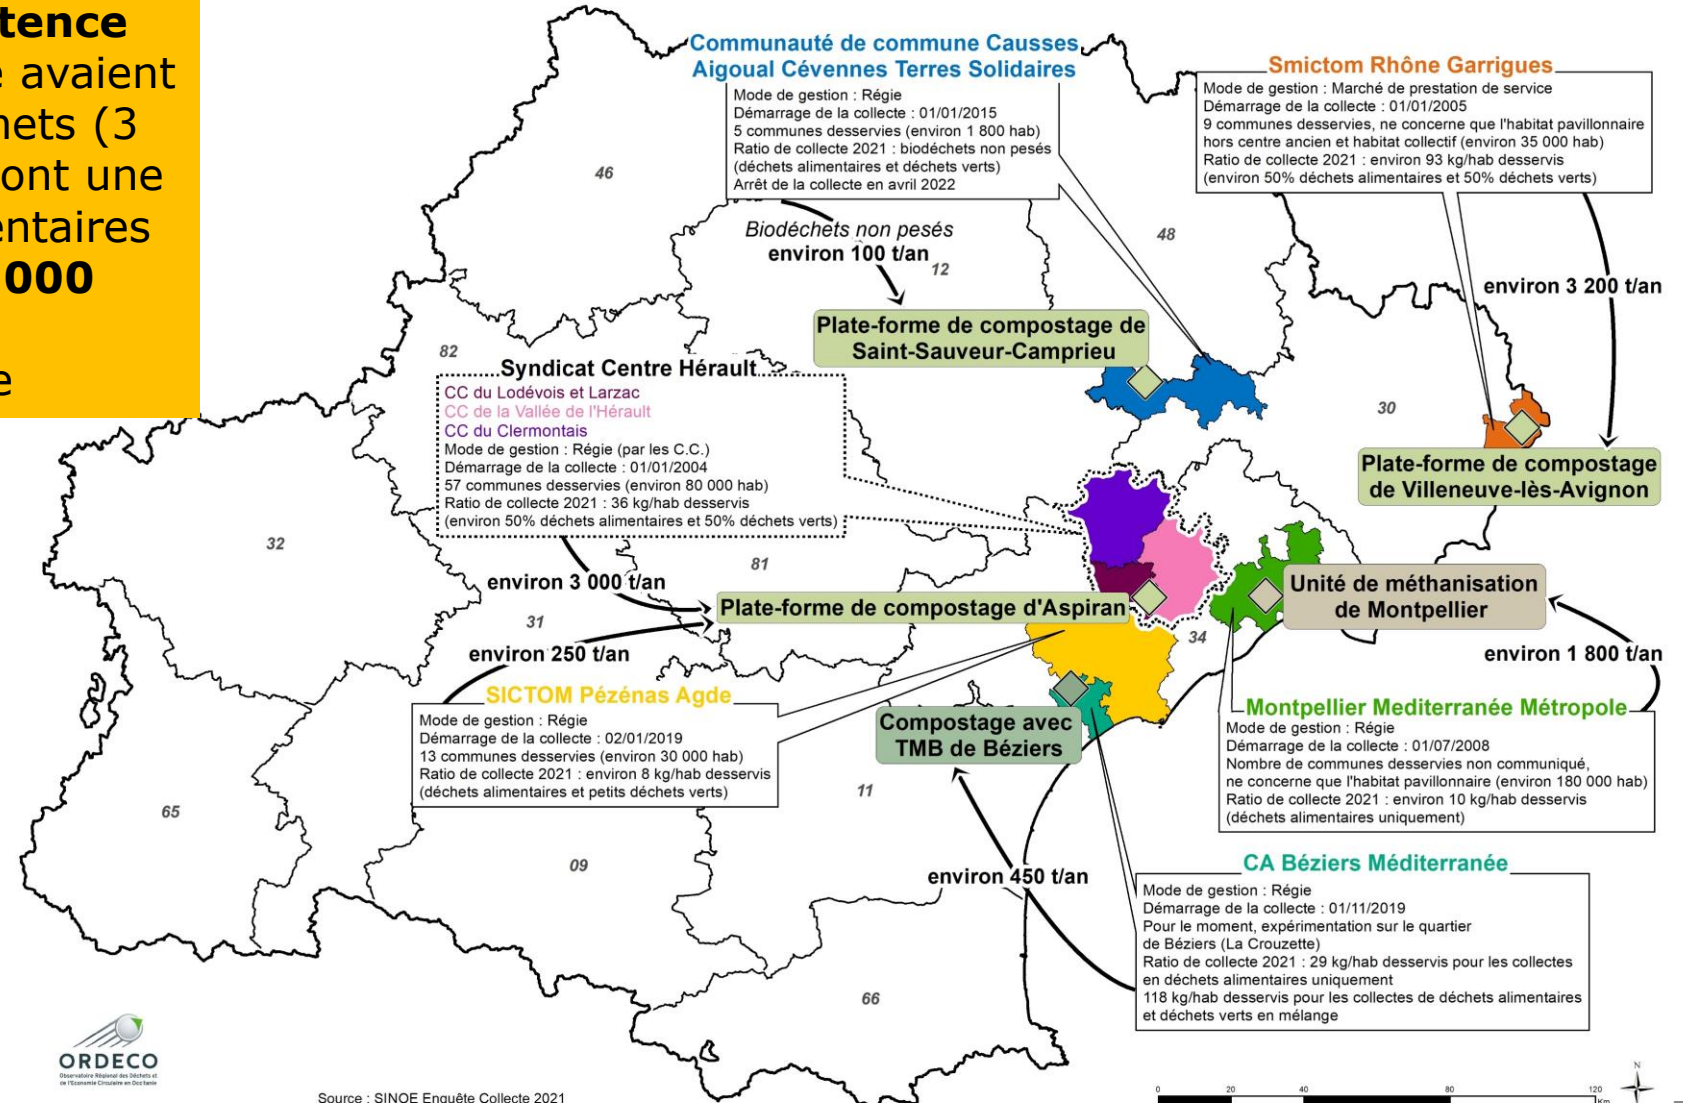 tence
e avaient
nets (3
ont une
entaires
000
e
Communauté de commune Causses
Aigoual Cévennes Terres Solidaires
Mode de gestion : Régie
Démarrage de la collecte : 01/01/2015
5 communes desservies (environ 1 800 hab)
Ratio de collecte 2021 : biodéchets non pesés
(déchets alimentaires et déchets verts)
Arrêt de la collecte en avril 2022
Smictom Rhône Garrigues
Mode de gestion : Marché de prestation de service
Démarrage de la collecte : 01/01/2005
9 communes desservies, ne concerne que l'habitat pavillonnaire
hors centre ancien et habitat collectif (environ 35 000 hab)
Ratio de collecte 2021 : environ 93 kg/hab desservis
(environ 50% déchets alimentaires et 50% déchets verts)
46
48
Biodéchets non pesés
environ 100 t/an
12
environ 3 200 t/an
Plate-forme de compostage de
Saint-Sauveur-Camprieu
82
Syndicat Centre Hérault
CC du Lodévois et Larzac
CC de la Vallée de l'Hérault
CC du Clermontais
Mode de gestion : Régie (par les C.C.)
Démarrage de la collecte : 01/01/2004
57 communes desservies (environ 80 000 hab)
Ratio de collecte 2021 : 36 kg/hab desservis
(environ 50% déchets alimentaires et 50% déchets verts)
30
Plate-forme de compostage
de Villeneuve-lès-Avignon
32
81
environ 3 000 t/an
Plate-forme de compostage d'Aspiran
Unité de méthanisation
de Montpellier
31
34
environ 250 t/an
environ 1 800 t/an
SICTOM Pézénas Agde
Mode de gestion : Régie
Démarrage de la collecte : 02/01/2019
13 communes desservies (environ 30 000 hab)
Ratio de collecte 2021 : environ 8 kg/hab desservis
(déchets alimentaires et petits déchets verts)
Compostage avec
TMB de Béziers
Montpellier Mediterranée Métropole
Mode de gestion : Régie
Démarrage de la collecte : 01/07/2008
Nombre de communes desservies non communiqué,
ne concerne que l'habitat pavillonnaire (environ 180 000 hab)
Ratio de collecte 2021 : environ 10 kg/hab desservis
(déchets alimentaires uniquement)
65
11
09
environ 450 t/an
CA Béziers Méditerranée
Mode de gestion : Régie
Démarrage de la collecte : 01/11/2019
Pour le moment, expérimentation sur le quartier
de Béziers (La Crouzette)
Ratio de collecte 2021 : 29 kg/hab desservis pour les collectes
en déchets alimentaires uniquement
118 kg/hab desservis pour les collectes de déchets alimentaires
et déchets verts en mélange
66
ORDECO
Observatoire Régional des Déchets et
de l'Economie Circulaire en Occitanie
Source : SINOE Enquête Collecte 2021
0 20 40 80 120
Km
N